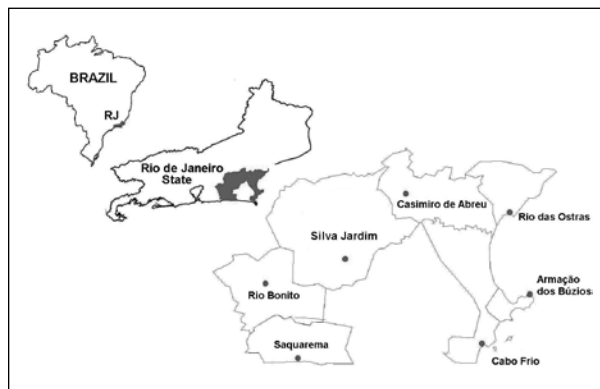 BRAZIL
RJ
Rio de Janeiro
State
Casimiro de Abreu
Rio das Ostras
Silva Jardim
Armação
dos Búzios
Rio Bonito
Saquarema
Cabo Frio